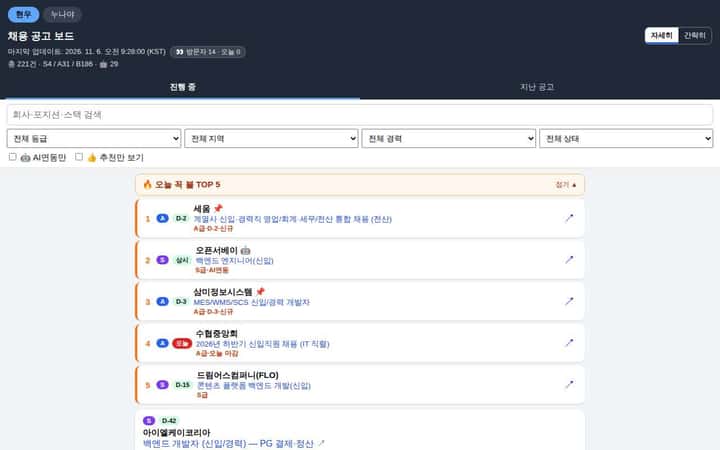 현우 누나야
채용 공고 보드
자세히 간략히
마지막 업데이트: 2026. 11. 6. 오전 9:28:00 (KST) 👀 방문자 14 · 오늘 0
총 221건 · S4 / A31 / B186 · 🤖 29
진행 중 지난 공고
회사·포지션·스택 검색
전체 등급 전체 지역 전체 경력 전체 상태
🤖 AI연동만 👍 추천만 보기
🔥 오늘 꼭 볼 TOP 5 접기 ▲
1 A D-2 세움 📌
계열사 신입·경력직 영업/회계·세무/전산 통합 채용 (전산) ↗
A급·D-2·신규
2 S 상시 오픈서베이 🤖
백엔드 엔지니어(신입) ↗
S급·AI연동
3 A D-3 삼미정보시스템 📌
MES/WMS/SCS 신입/경력 개발자 ↗
A급·D-3·신규
4 A 오늘 수협중앙회
2026년 하반기 신입직원 채용 (IT 직렬) ↗
A급·오늘 마감
5 S D-15 드림어스컴퍼니(FLO)
콘텐츠 플랫폼 백엔드 개발(신입) ↗
S급
S D-42
아이엘케이코리아
백엔드 개발자 (신입/경력) — PG 결제·정산 ↗